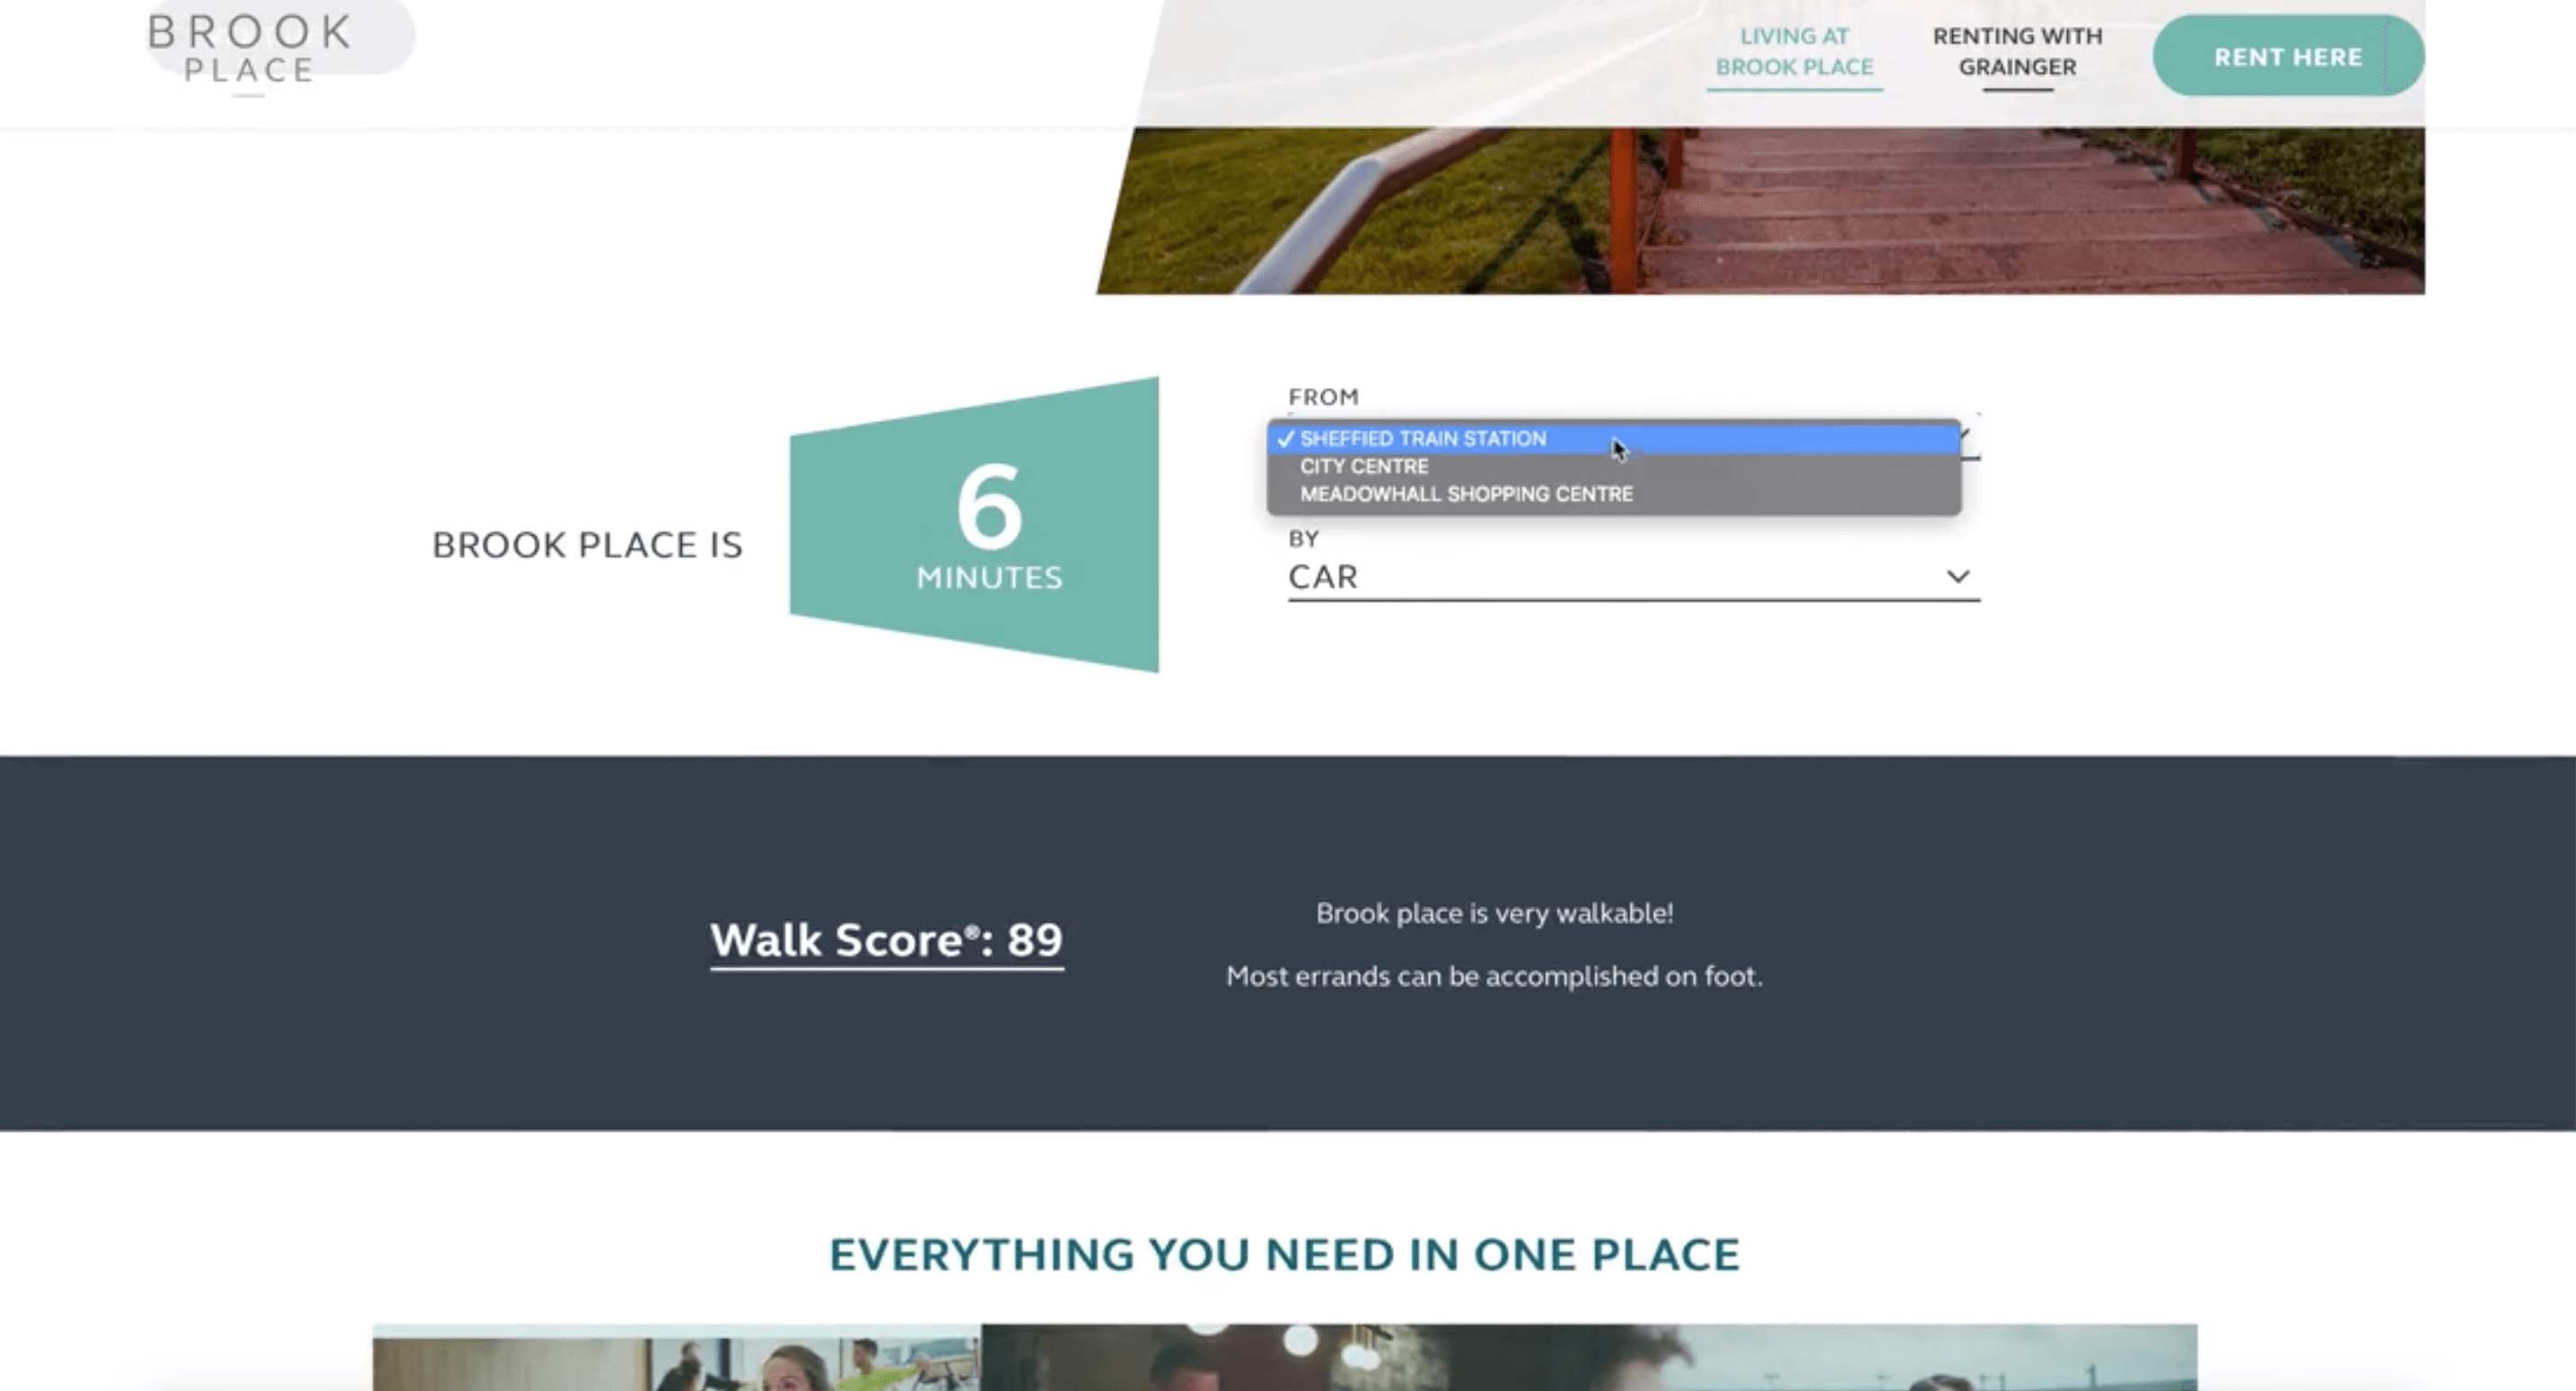 BROOK
PLACE
LIVING AT
BROOK PLACE
RENTING WITH
GRAINGER
RENT HERE
BROOK PLACE IS
6
MINUTES
FROM
✓ SHEFFIED TRAIN STATION
CITY CENTRE
MEADOWHALL SHOPPING CENTRE
BY
CAR
Walk Score®: 89
Brook place is very walkable!
Most errands can be accomplished on foot.
EVERYTHING YOU NEED IN ONE PLACE